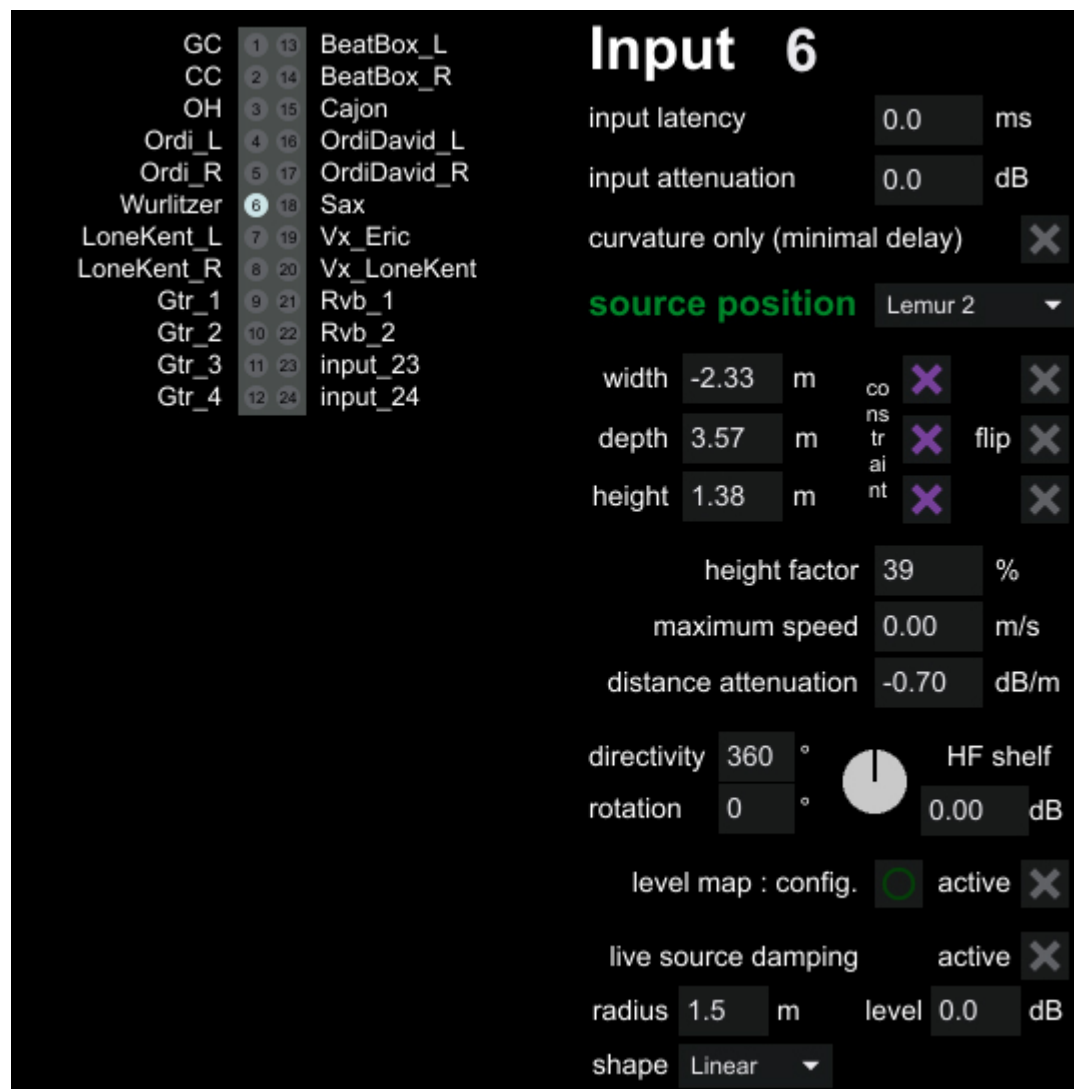 GC 1 13 BeatBox_L
CC 2 14 BeatBox_R
OH 3 15 Cajon
Ordi_L 4 16 OrdiDavid_L
Ordi_R 5 17 OrdiDavid_R
Wurlitzer 6 18 Sax
LoneKent_L 7 19 Vx_Eric
LoneKent_R 8 20 Vx_LoneKent
Gtr_1 9 21 Rvb_1
Gtr_2 10 22 Rvb_2
Gtr_3 11 23 input_23
Gtr_4 12 24 input_24
Input 6
input latency 0.0 ms
input attenuation 0.0 dB
curvature only (minimal delay)
source position Lemur 2
width -2.33 m
depth 3.57 m
height 1.38 m
co
ns
tr
ai
nt
flip
height factor 39 %
maximum speed 0.00 m/s
distance attenuation -0.70 dB/m
directivity 360 °
rotation 0 °
HF shelf
0.00 dB
level map : config. active
live source damping active
radius 1.5 m level 0.0 dB
shape Linear